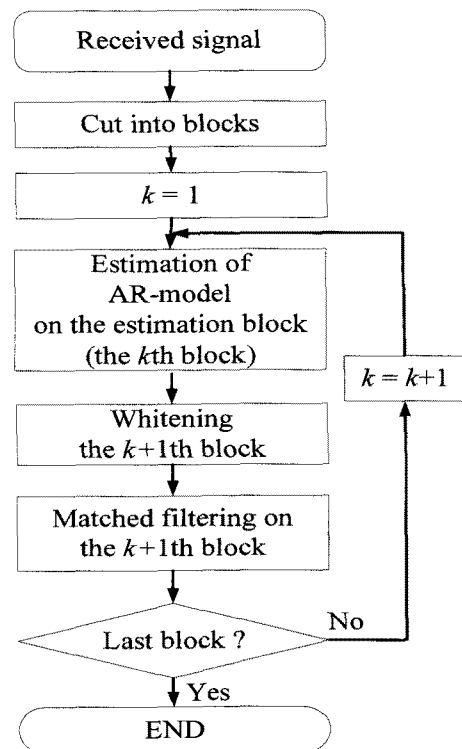 Received signal
Cut into blocks
k = 1
Estimation of
AR-model
on the estimation block
(the kth block)
k = k+1
Whitening
the k+1th block
Matched filtering on
the k+1th block
Last block ?
No
Yes
END